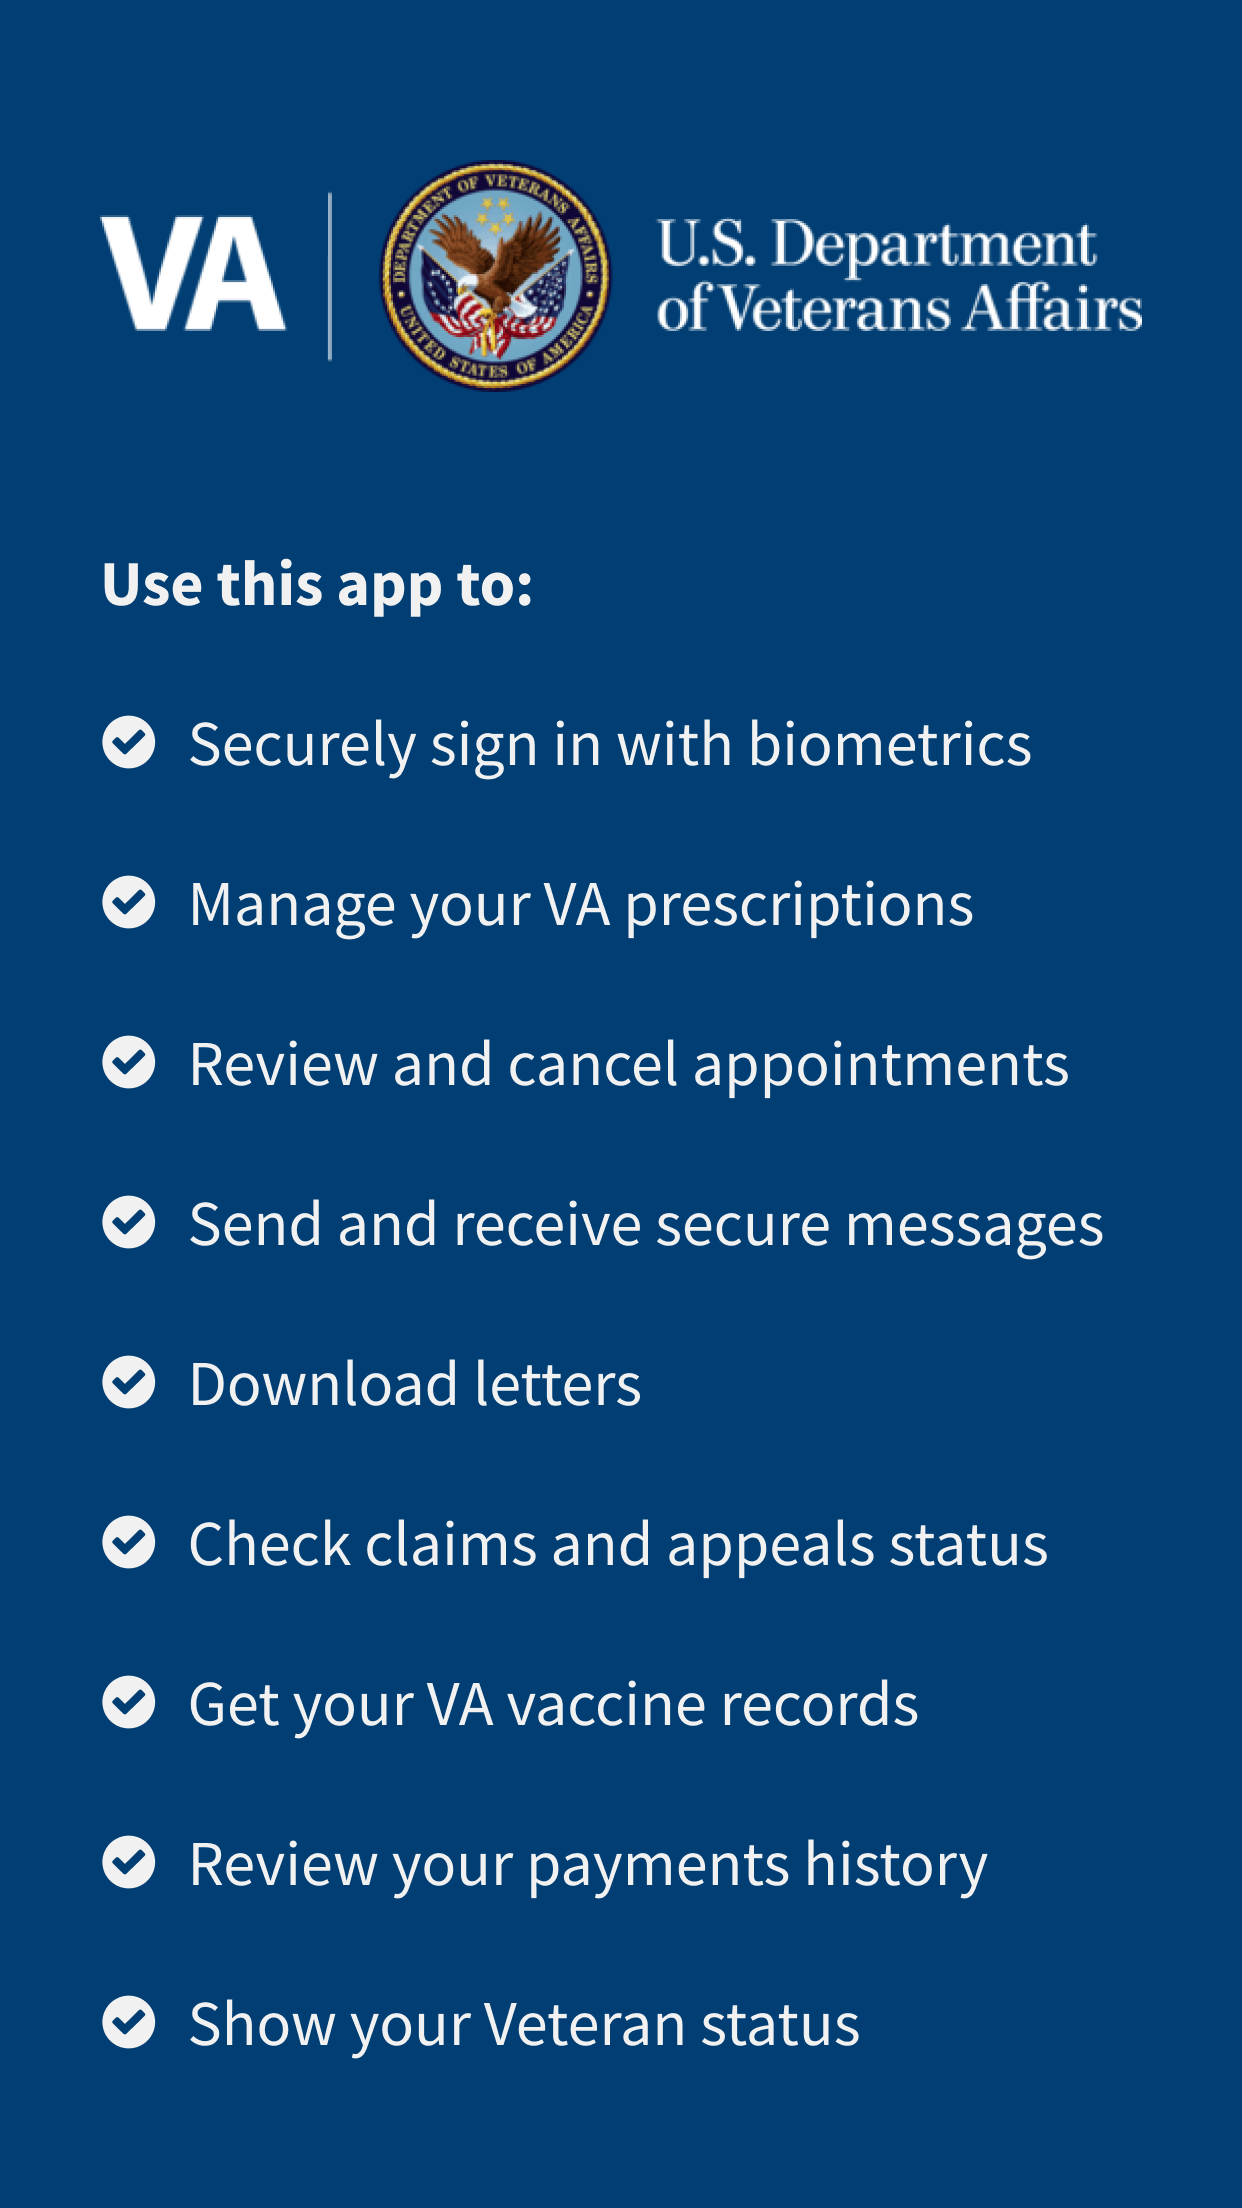 VA
DEPARTMENT OF VETERANS AFFAIRS
UNITED STATES OF AMERICA
U.S. Department
of Veterans Affairs
Use this app to:
Securely sign in with biometrics
Manage your VA prescriptions
Review and cancel appointments
Send and receive secure messages
Download letters
Check claims and appeals status
Get your VA vaccine records
Review your payments history
Show your Veteran status